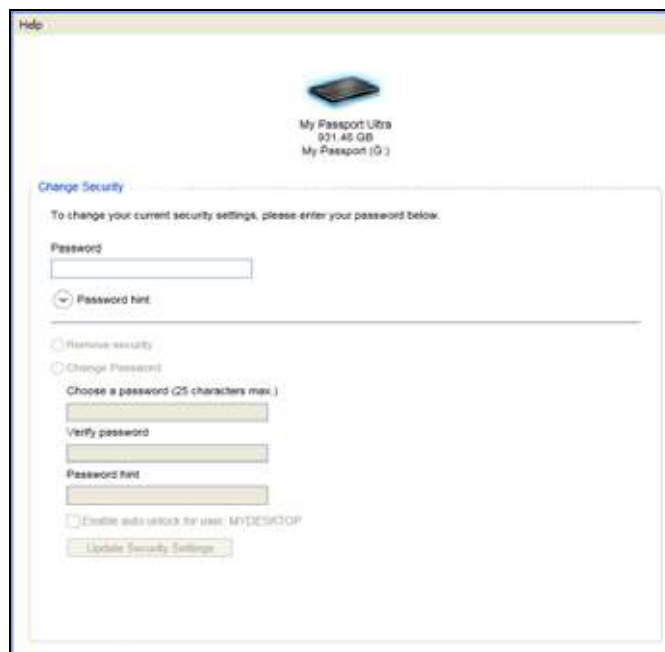 Help
My Passport Ultra
931.46 GB
My Passport (G:)
Change Security
To change your current security settings, please enter your password below.
Password
Password hint
Remove security
Change Password
Choose a password (25 characters max.)
Verify password
Password hint
Enable auto unlock for user: MYDESKTOP
Update Security Settings